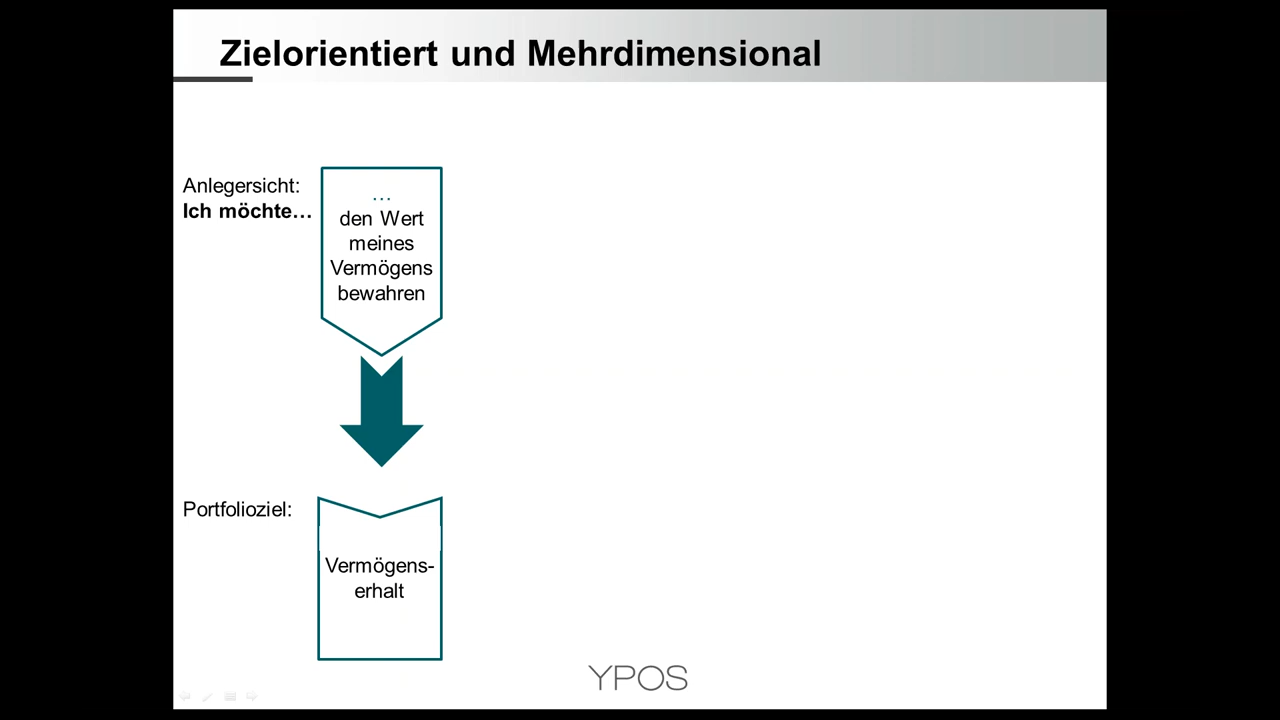 Zielorientiert und Mehrdimensional
Anlegersicht:
Ich möchte…
…
den Wert
meines
Vermögens
bewahren
Portfolioziel:
Vermögens-
erhalt
YPOS